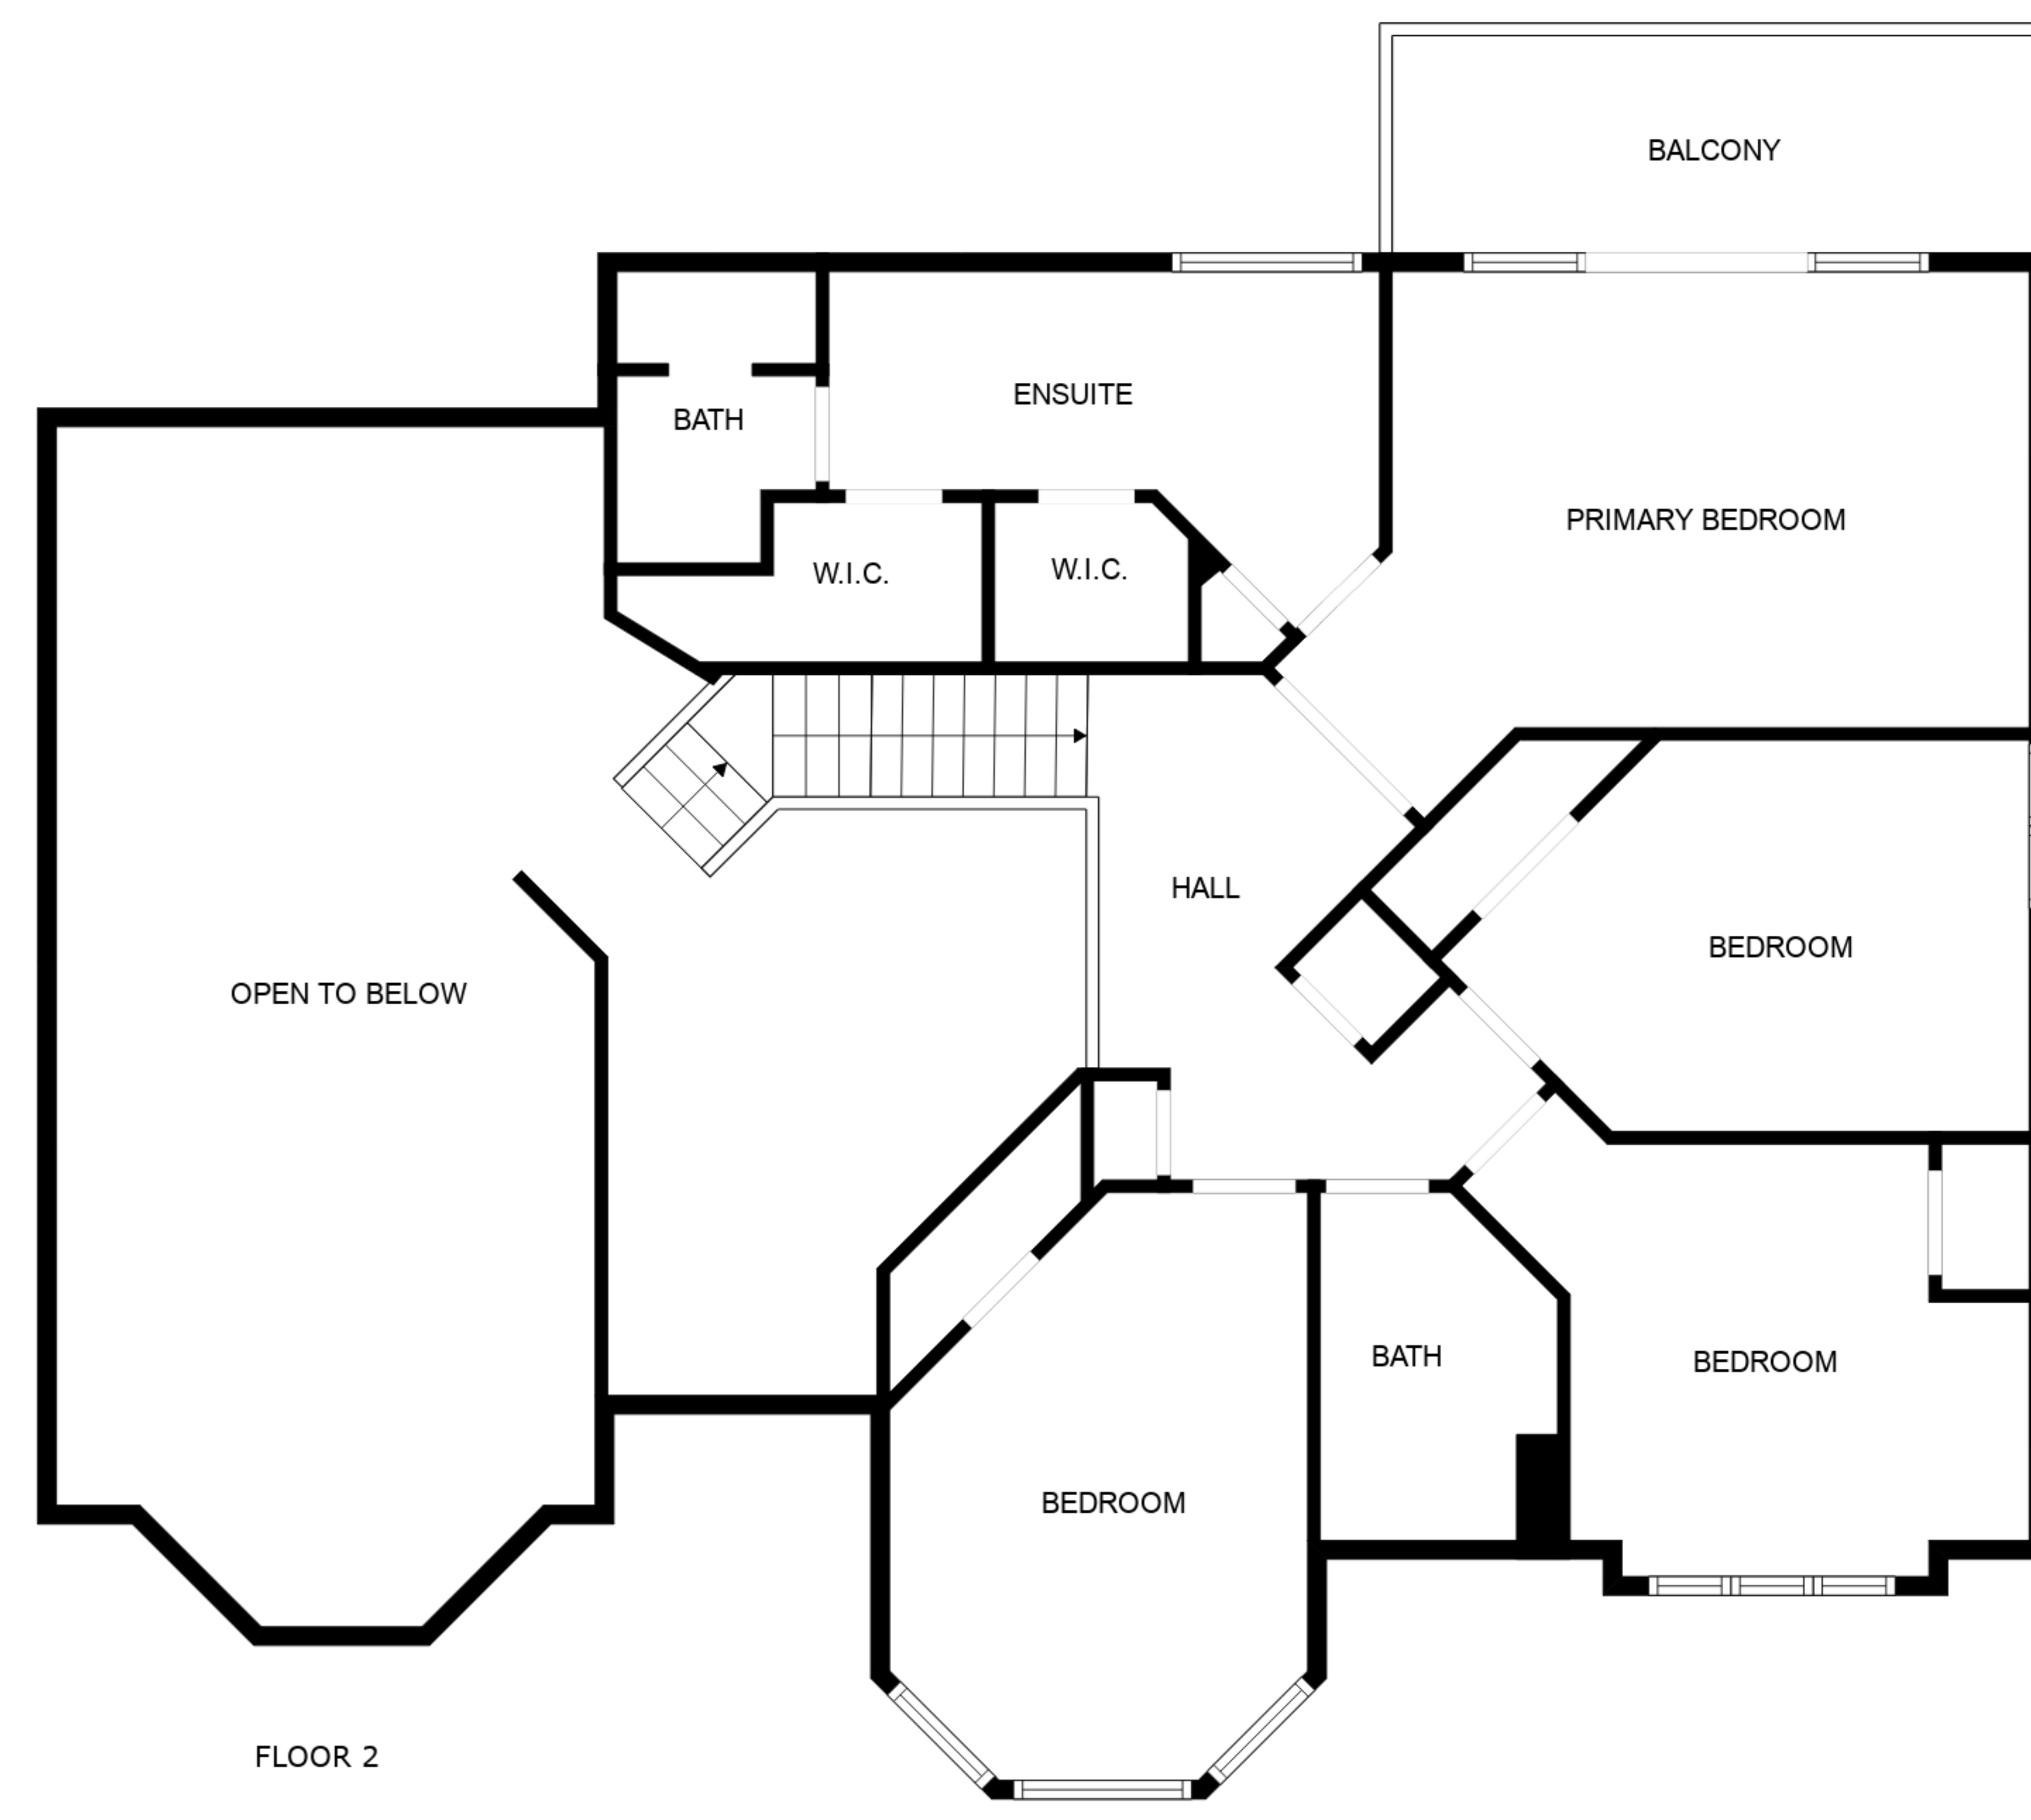 BALCONY
ENSUITE
BATH
PRIMARY BEDROOM
W.I.C.
W.I.C.
HALL
BEDROOM
OPEN TO BELOW
BATH
BEDROOM
BEDROOM
FLOOR 2